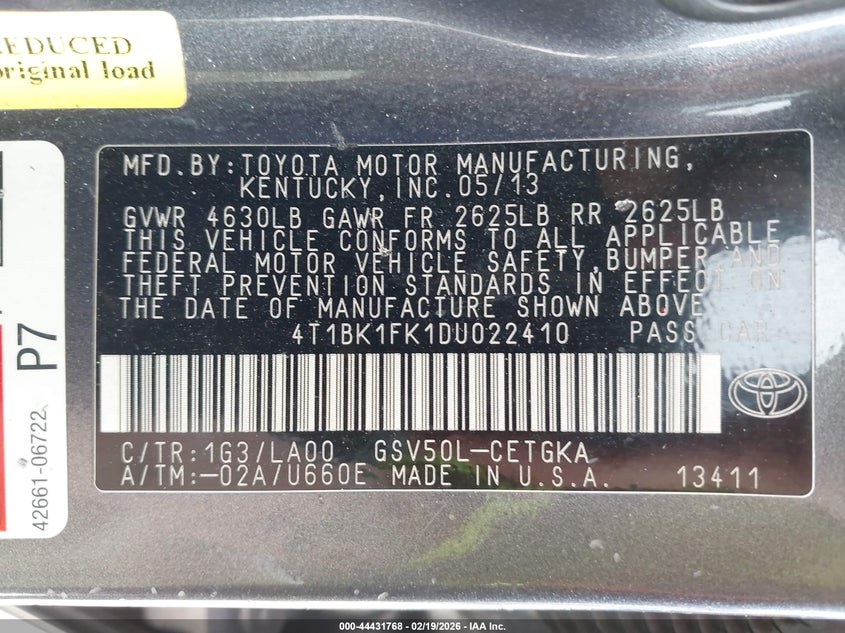 REDUCED
original load
MFD.BY:TOYOTA MOTOR MANUFACTURING,
KENTUCKY,INC.05/13
GVWR 4630LB GAWR FR 2625LB RR 2625LB
THIS VEHICLE CONFORMS TO ALL APPLICABLE
FEDERAL MOTOR VEHICLE SAFETY,BUMPER AND
THEFT PREVENTION STANDARDS IN EFFECT ON
THE DATE OF MANUFACTURE SHOWN ABOVE
4T1BK1FK1DU022410 PASS CAR
C/TR:1G3/LA00 GSV50L-CETGKA
A/TM:-02A/U660E MADE IN U.S.A. 13411
P7
42661-06722
000-44431768 - 02/19/2026 - IAA Inc.